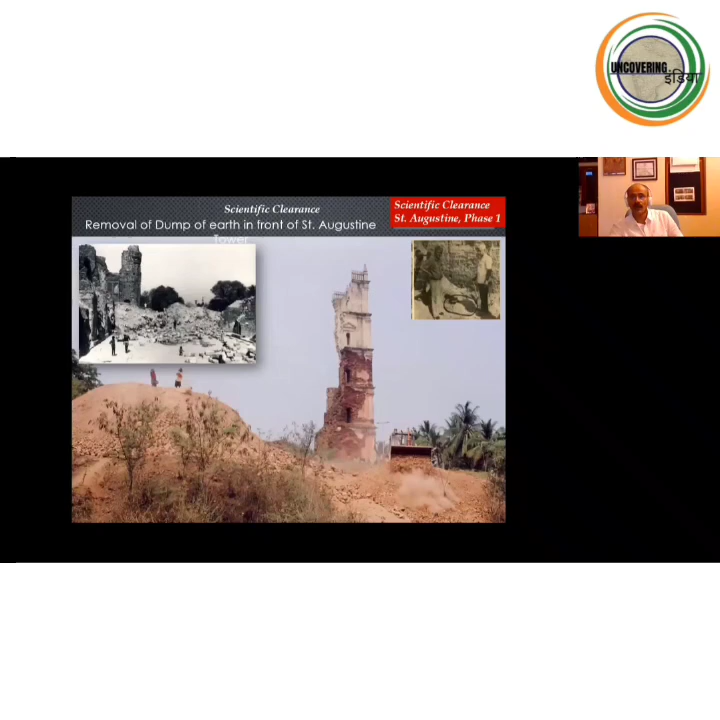 UNCOVERING
इंडिया
Scientific Clearance
Removal of Dump of earth in front of St. Augustine
Tower
Scientific Clearance
St. Augustine, Phase 1